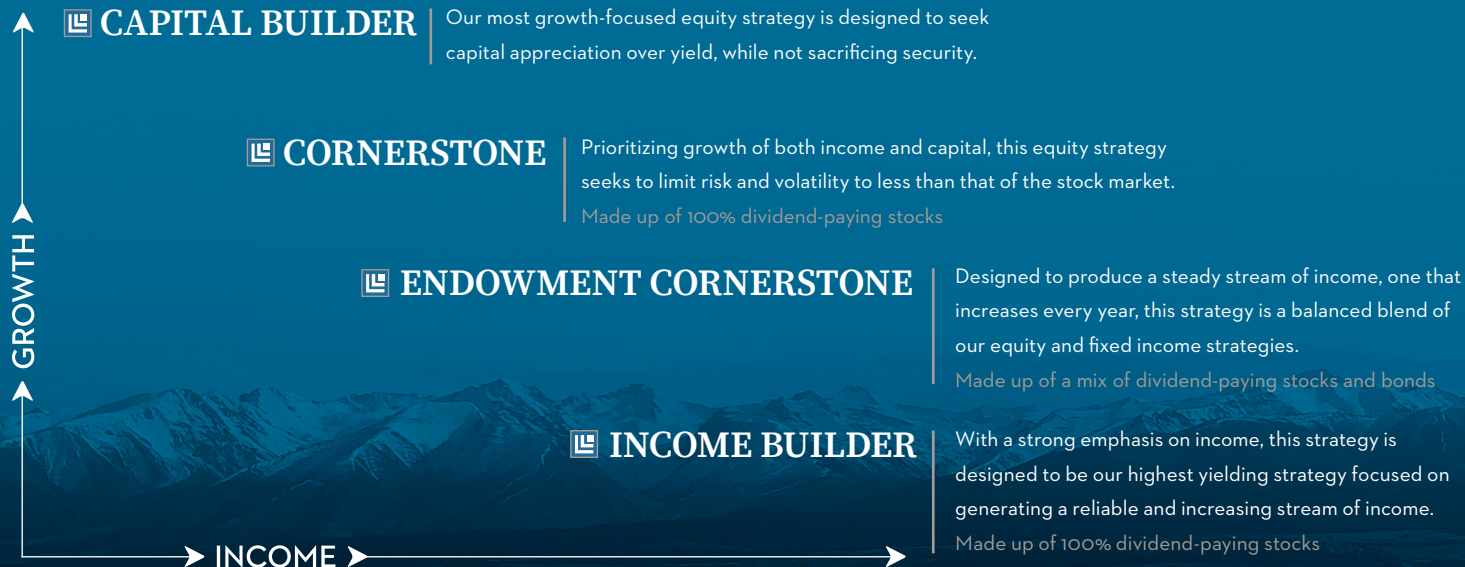 CAPITAL BUILDER
Our most growth-focused equity strategy is designed to seek
capital appreciation over yield, while not sacrificing security.
CORNERSTONE
Prioritizing growth of both income and capital, this equity strategy
seeks to limit risk and volatility to less than that of the stock market.
Made up of 100% dividend-paying stocks
ENDOWMENT CORNERSTONE
Designed to produce a steady stream of income, one that
increases every year, this strategy is a balanced blend of
our equity and fixed income strategies.
Made up of a mix of dividend-paying stocks and bonds
INCOME BUILDER
With a strong emphasis on income, this strategy is
designed to be our highest yielding strategy focused on
generating a reliable and increasing stream of income.
Made up of 100% dividend-paying stocks
GROWTH
INCOME